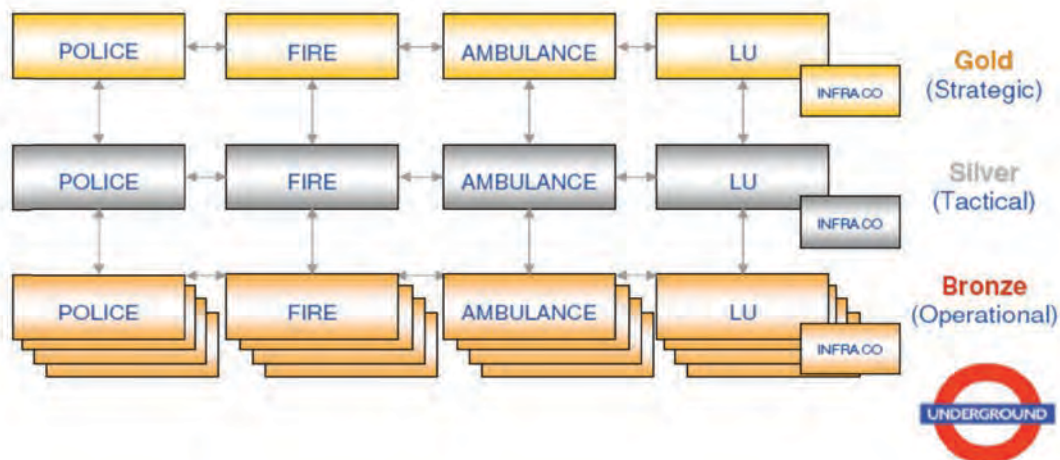 POLICE FIRE AMBULANCE LU
INFRACO
Gold
(Strategic)
POLICE FIRE AMBULANCE LU
INFRACO
Silver
(Tactical)
POLICE FIRE AMBULANCE LU
INFRACO
Bronze
(Operational)
UNDERGROUND